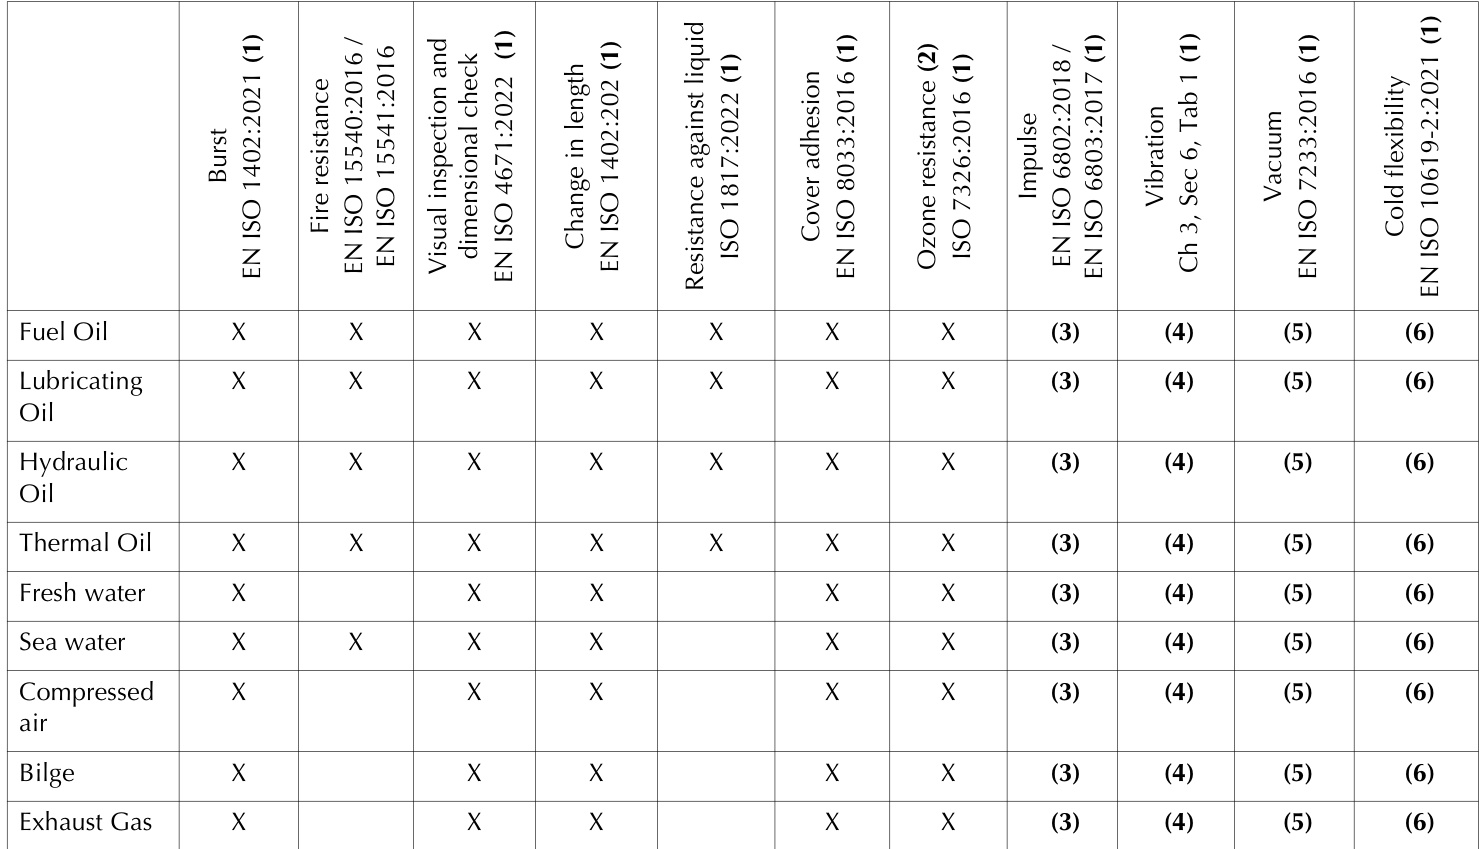 Burst
EN ISO 1402:2021 (1)
Fire resistance
EN ISO 15540:2016 /
EN ISO 15541:2016
Visual inspection and
dimensional check
EN ISO 4671:2022 (1)
Change in length
EN ISO 1402:202 (1)
Resistance against liquid
ISO 1817:2022 (1)
Cover adhesion
EN ISO 8033:2016 (1)
Ozone resistance (2)
ISO 7326:2016 (1)
Impulse
EN ISO 6802:2018 /
EN ISO 6803:2017 (1)
Vibration
Ch 3, Sec 6, Tab 1 (1)
Vacuum
EN ISO 7233:2016 (1)
Cold flexibility
EN ISO 10619-2:2021 (1)
Fuel Oil X X X X X X X (3) (4) (5) (6)
Lubricating X X X X X X X (3) (4) (5) (6)
Oil
Hydraulic X X X X X X X (3) (4) (5) (6)
Oil
Thermal Oil X X X X X X X (3) (4) (5) (6)
Fresh water X X X X X (3) (4) (5) (6)
Sea water X X X X X X (3) (4) (5) (6)
Compressed X X X X X (3) (4) (5) (6)
air
Bilge X X X X X (3) (4) (5) (6)
Exhaust Gas X X X X X (3) (4) (5) (6)